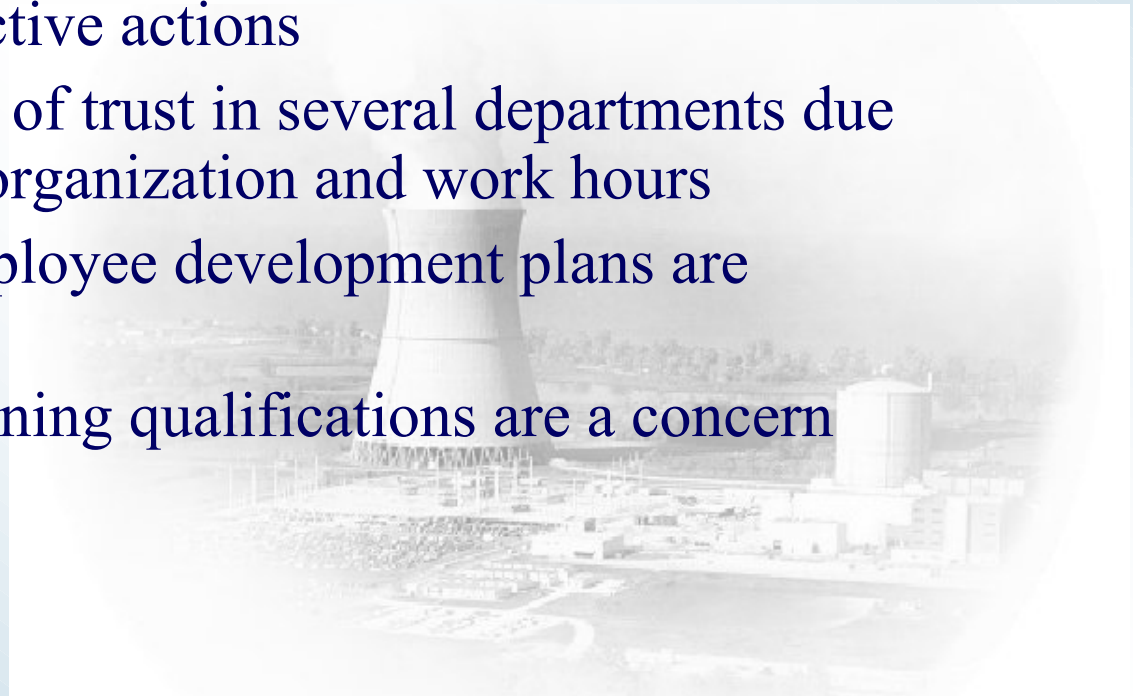 ctive actions
of trust in several departments due
organization and work hours
ployee development plans are
ning qualifications are a concern